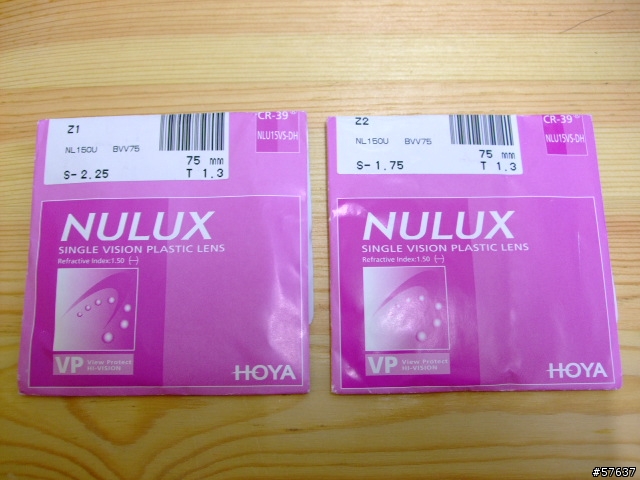 Z1
NL150U BVV75
75 mm
S-2.25 T 1.3
CR-39
NLU15VS-DH
NULUX
SINGLE VISION PLASTIC LENS
Refractive Index:1.50 (−)
VP View Protect
HI-VISION
HOYA
Z2
NL150U BVV75
75 mm
S-1.75 T 1.3
CR-39
NLU15VS-DH
NULUX
SINGLE VISION PLASTIC LENS
Refractive Index:1.50 (−)
VP View Protect
HI-VISION
HOYA
#57637